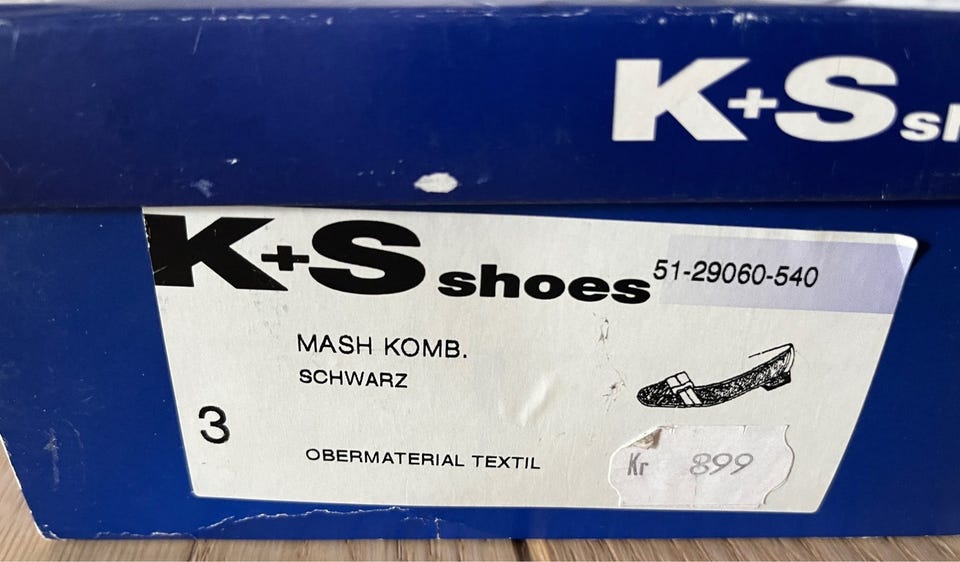 K+S sh
K+S shoes
51-29060-540
MASH KOMB.
SCHWARZ
3
OBERMATERIAL TEXTIL
Kr 899